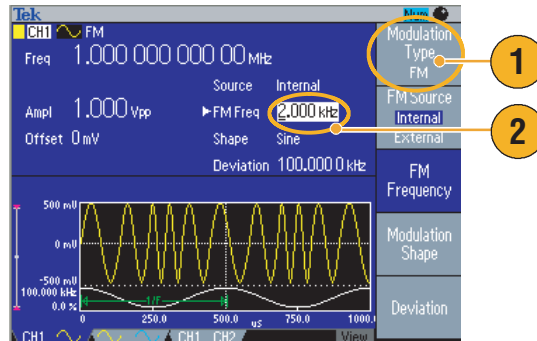 Tek Num
CH1 FM
Freq 1.000 000 000 00 MHz
Source Internal
Ampl 1.000 Vpp ►FM Freq 2.000 kHz
Offset 0 mV Shape Sine
Deviation 100.000 0 kHz
Modulation
Type
FM
1
FM Source
Internal
External
2
FM
Frequency
Modulation
Shape
Deviation
500 mV
0 mV
-500 mV
100.000 kHz
0.0 %
1/F
0 250.0 500.0 us 750.0 1000.
CH1 CH1 CH2 View